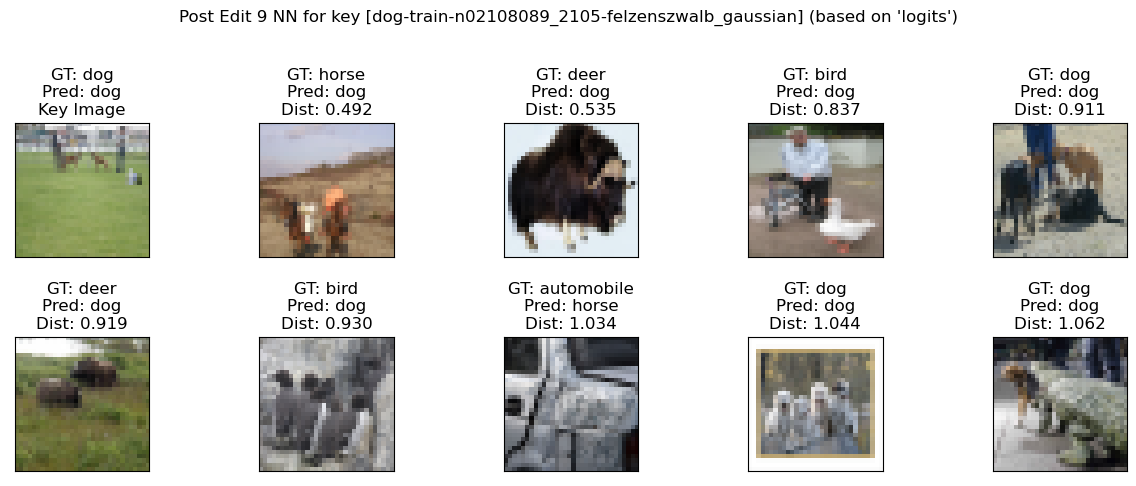 Post Edit 9 NN for key [dog-train-n02108089_2105-felzenszwalb_gaussian] (based on 'logits')
GT: dog
Pred: dog
Key Image
GT: horse
Pred: dog
Dist: 0.492
GT: deer
Pred: dog
Dist: 0.535
GT: bird
Pred: dog
Dist: 0.837
GT: dog
Pred: dog
Dist: 0.911
GT: deer
Pred: dog
Dist: 0.919
GT: bird
Pred: dog
Dist: 0.930
GT: automobile
Pred: horse
Dist: 1.034
GT: dog
Pred: dog
Dist: 1.044
GT: dog
Pred: dog
Dist: 1.062